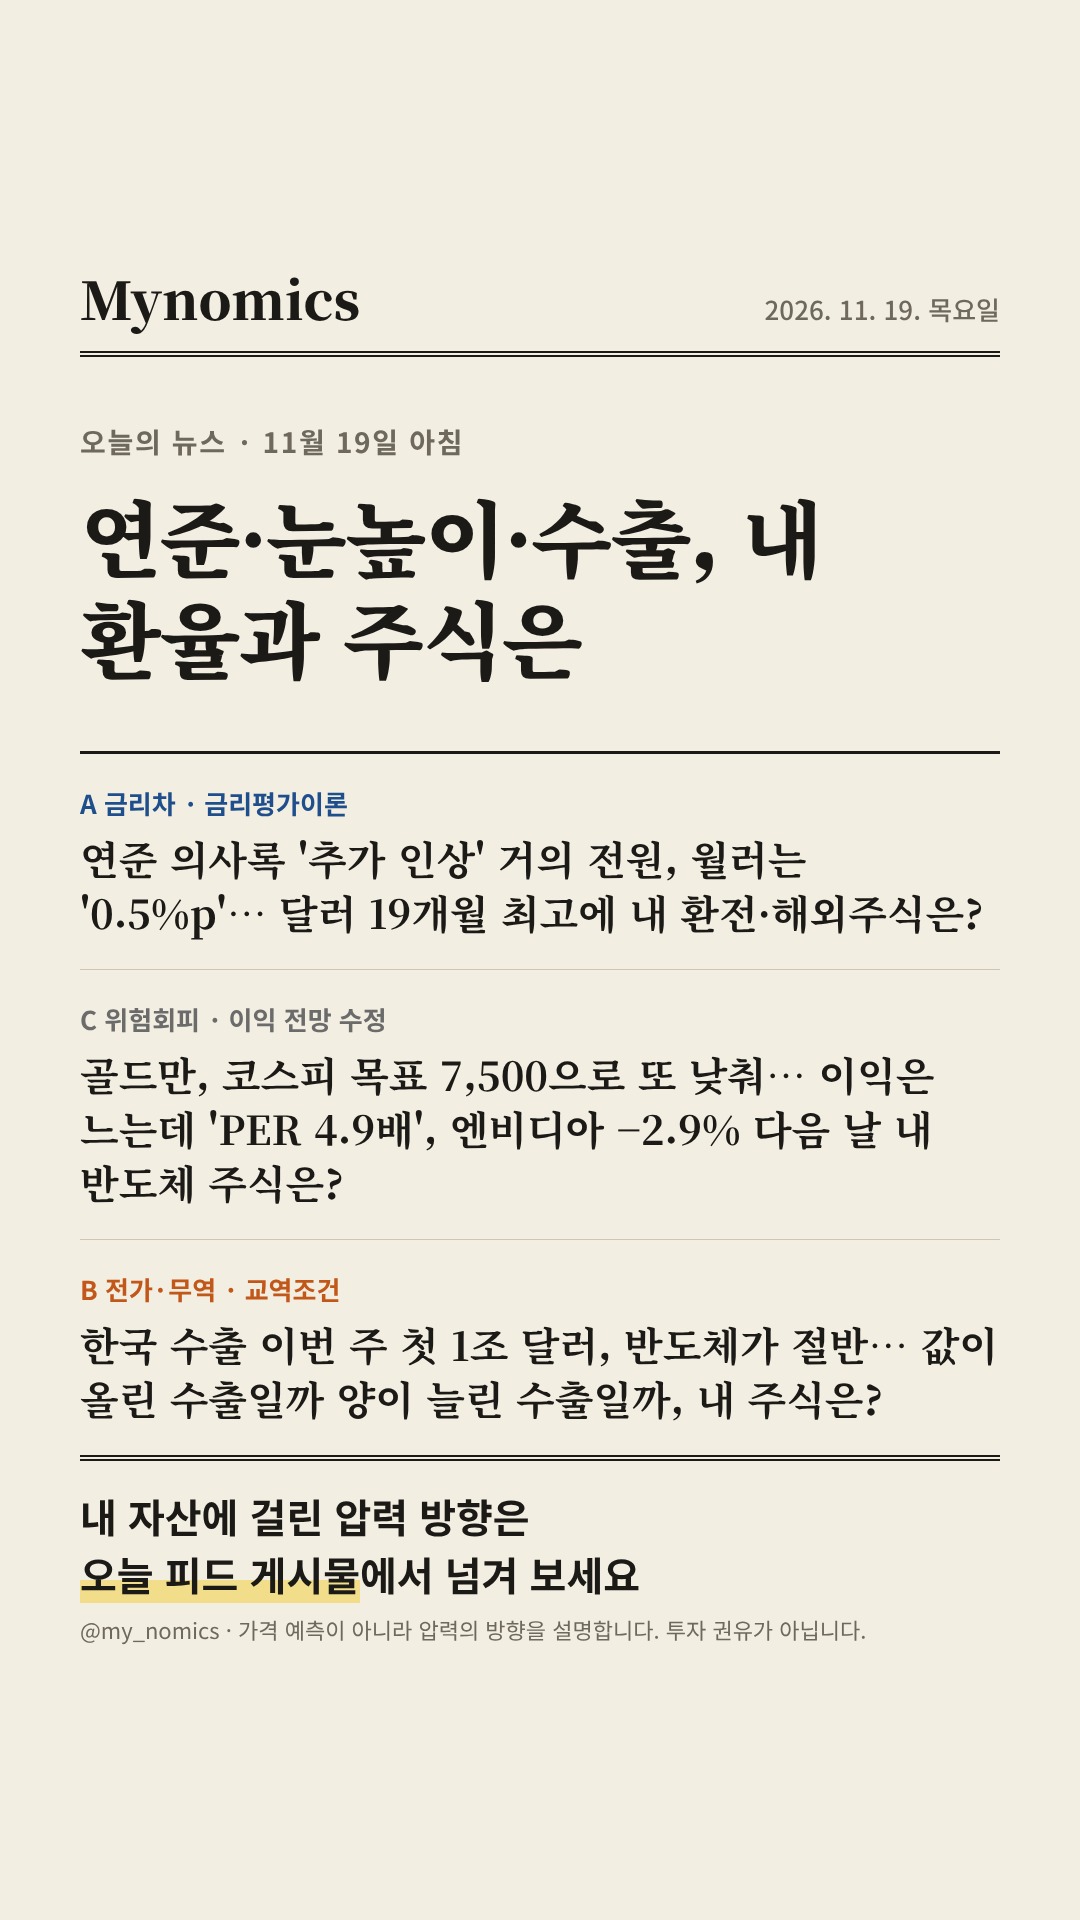 Mynomics
2026. 11. 19. 목요일
오늘의 뉴스 · 11월 19일 아침
연준·눈높이·수출, 내
환율과 주식은
A 금리차 · 금리평가이론
연준 의사록 '추가 인상' 거의 전원, 월러는
'0.5%p'… 달러 19개월 최고에 내 환전·해외주식은?
C 위험회피 · 이익 전망 수정
골드만, 코스피 목표 7,500으로 또 낮춰… 이익은
느는데 'PER 4.9배', 엔비디아 −2.9% 다음 날 내
반도체 주식은?
B 전가·무역 · 교역조건
한국 수출 이번 주 첫 1조 달러, 반도체가 절반… 값이
올린 수출일까 양이 늘린 수출일까, 내 주식은?
내 자산에 걸린 압력 방향은
오늘 피드 게시물에서 넘겨 보세요
@my_nomics · 가격 예측이 아니라 압력의 방향을 설명합니다. 투자 권유가 아닙니다.